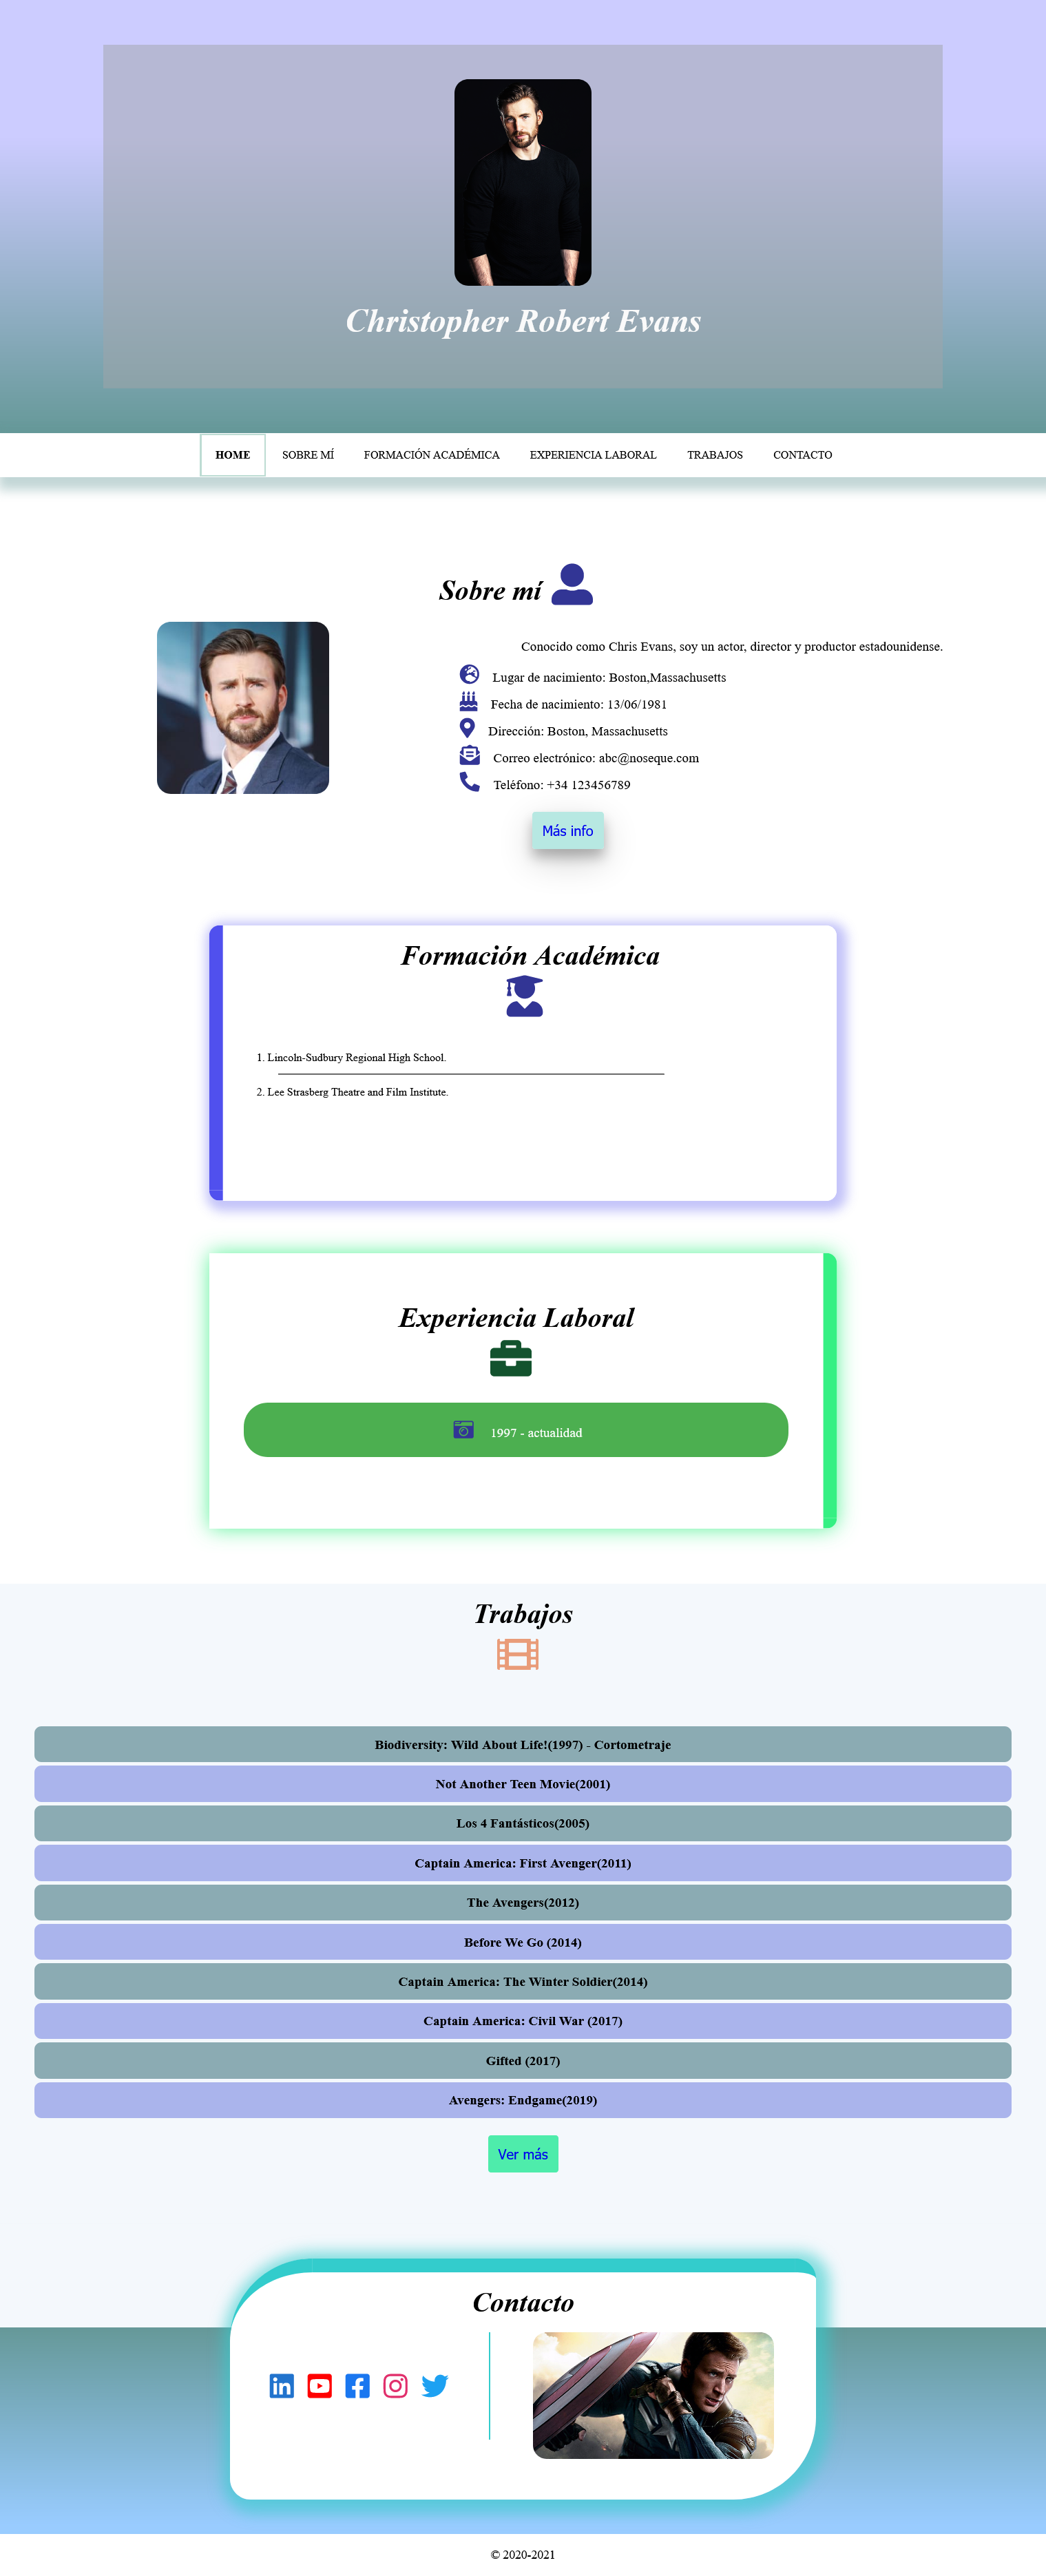 Christopher Robert Evans
HOME SOBRE MÍ FORMACIÓN ACADÉMICA EXPERIENCIA LABORAL TRABAJOS CONTACTO
Sobre mí
Conocido como Chris Evans, soy un actor, director y productor estadounidense.
Lugar de nacimiento: Boston,Massachusetts
Fecha de nacimiento: 13/06/1981
Dirección: Boston, Massachusetts
Correo electrónico: abc@noseque.com
Teléfono: +34 123456789
Más info
Formación Académica
1. Lincoln-Sudbury Regional High School.
2. Lee Strasberg Theatre and Film Institute.
Experiencia Laboral
1997 - actualidad
Trabajos
Biodiversity: Wild About Life!(1997) - Cortometraje
Not Another Teen Movie(2001)
Los 4 Fantásticos(2005)
Captain America: First Avenger(2011)
The Avengers(2012)
Before We Go (2014)
Captain America: The Winter Soldier(2014)
Captain America: Civil War (2017)
Gifted (2017)
Avengers: Endgame(2019)
Ver más
Contacto
© 2020-2021